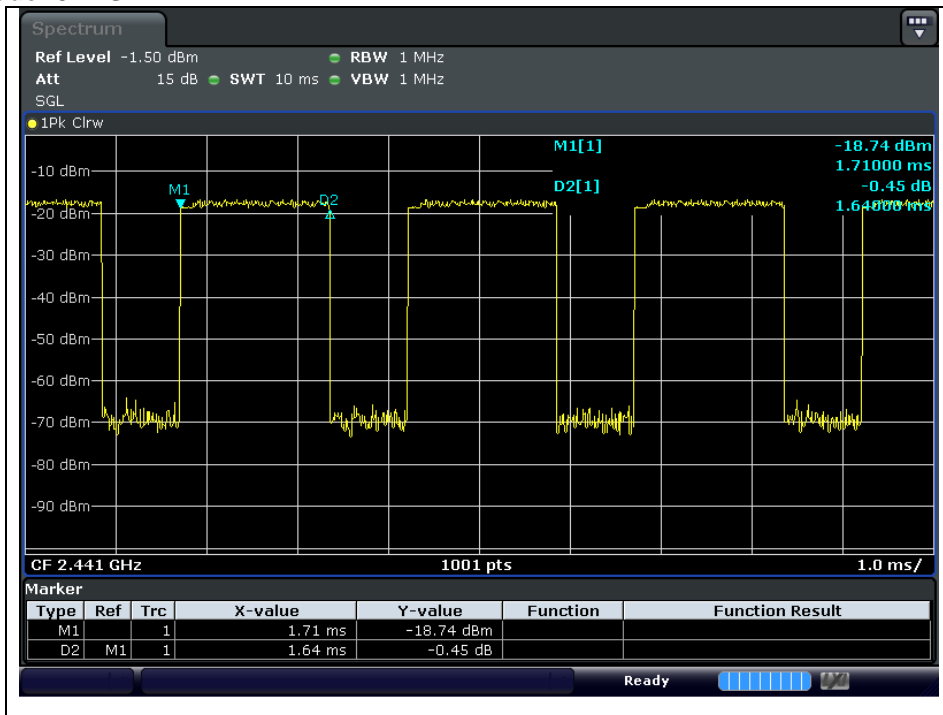 Spectrum
Ref Level -1.50 dBm RBW 1 MHz
Att 15 dB SWT 10 ms VBW 1 MHz
SGL
1Pk Clrw
M1[1] -18.74 dBm
1.71000 ms
D2[1] -0.45 dB
1.64000 ms
M1
D2
-10 dBm
-20 dBm
-30 dBm
-40 dBm
-50 dBm
-60 dBm
-70 dBm
-80 dBm
-90 dBm
CF 2.441 GHz 1001 pts 1.0 ms/
Marker
Type Ref Trc X-value Y-value Function Function Result
M1 1 1.71 ms -18.74 dBm
D2 M1 1 1.64 ms -0.45 dB
Ready